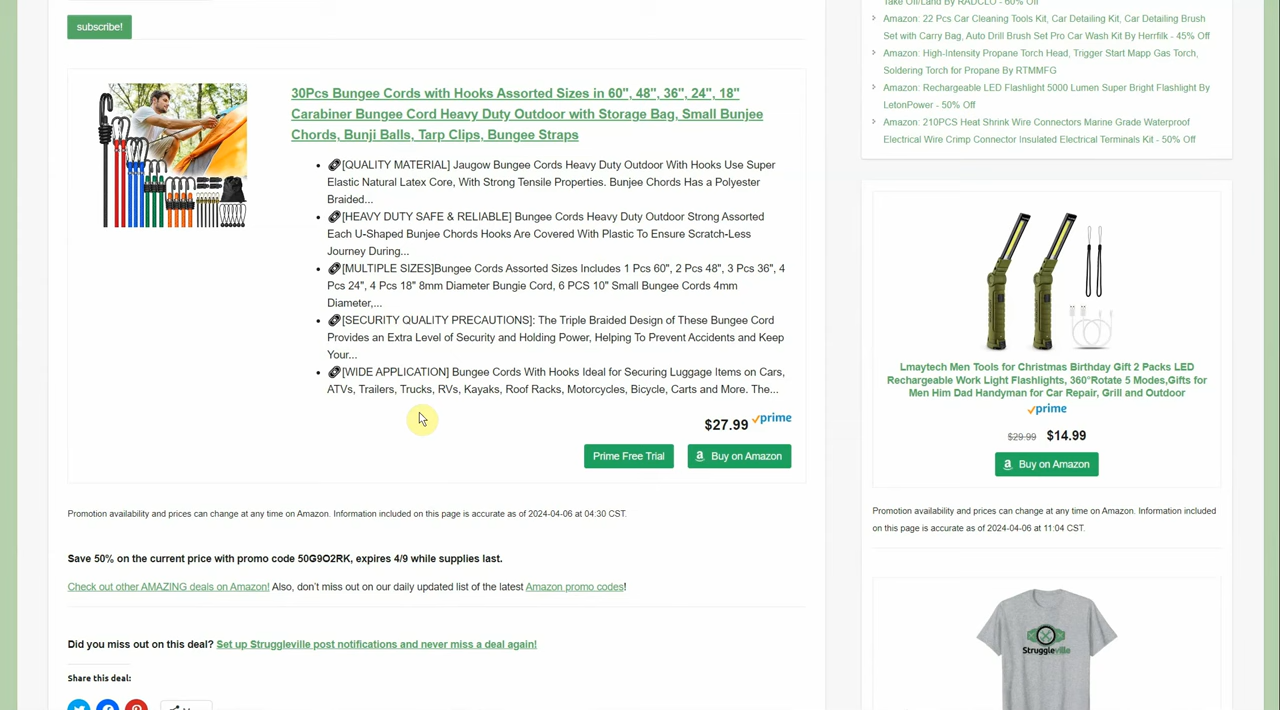 subscribe!
30Pcs Bungee Cords with Hooks Assorted Sizes in 60", 48", 36", 24", 18"
Carabiner Bungee Cord Heavy Duty Outdoor with Storage Bag, Small Bunjee
Chords, Bunji Balls, Tarp Clips, Bungee Straps
[QUALITY MATERIAL] Jaugow Bungee Cords Heavy Duty Outdoor With Hooks Use Super
Elastic Natural Latex Core, With Strong Tensile Properties. Bunjee Chords Has a Polyester
Braided...
[HEAVY DUTY SAFE & RELIABLE] Bungee Cords Heavy Duty Outdoor Strong Assorted
Each U-Shaped Bunjee Chords Hooks Are Covered With Plastic To Ensure Scratch-Less
Journey During...
[MULTIPLE SIZES]Bungee Cords Assorted Sizes Includes 1 Pcs 60", 2 Pcs 48", 3 Pcs 36", 4
Pcs 24", 4 Pcs 18" 8mm Diameter Bungie Cord, 6 PCS 10" Small Bungee Cords 4mm
Diameter,...
[SECURITY QUALITY PRECAUTIONS]: The Triple Braided Design of These Bungee Cord
Provides an Extra Level of Security and Holding Power, Helping To Prevent Accidents and Keep
Your...
[WIDE APPLICATION] Bungee Cords With Hooks Ideal for Securing Luggage Items on Cars,
ATVs, Trailers, Trucks, RVs, Kayaks, Roof Racks, Motorcycles, Bicycle, Carts and More. The...
$27.99 prime
Prime Free Trial
Buy on Amazon
Promotion availability and prices can change at any time on Amazon. Information included on this page is accurate as of 2024-04-06 at 04:30 CST.
Save 50% on the current price with promo code 50G9O2RK, expires 4/9 while supplies last.
Check out other AMAZING deals on Amazon! Also, don't miss out on our daily updated list of the latest Amazon promo codes!
Did you miss out on this deal? Set up Struggleville post notifications and never miss a deal again!
Share this deal:
Take Off/Land By RADCLO - 60% Off
Amazon: 22 Pcs Car Cleaning Tools Kit, Car Detailing Kit, Car Detailing Brush
Set with Carry Bag, Auto Drill Brush Set Pro Car Wash Kit By Herrfilk - 45% Off
Amazon: High-Intensity Propane Torch Head, Trigger Start Mapp Gas Torch,
Soldering Torch for Propane By RTMMFG
Amazon: Rechargeable LED Flashlight 5000 Lumen Super Bright Flashlight By
LetonPower - 50% Off
Amazon: 210PCS Heat Shrink Wire Connectors Marine Grade Waterproof
Electrical Wire Crimp Connector Insulated Electrical Terminals Kit - 50% Off
Lmaytech Men Tools for Christmas Birthday Gift 2 Packs LED
Rechargeable Work Light Flashlights, 360°Rotate 5 Modes,Gifts for
Men Him Dad Handyman for Car Repair, Grill and Outdoor
prime
$29.99 $14.99
Buy on Amazon
Promotion availability and prices can change at any time on Amazon. Information included
on this page is accurate as of 2024-04-06 at 11:04 CST.
Struggleville